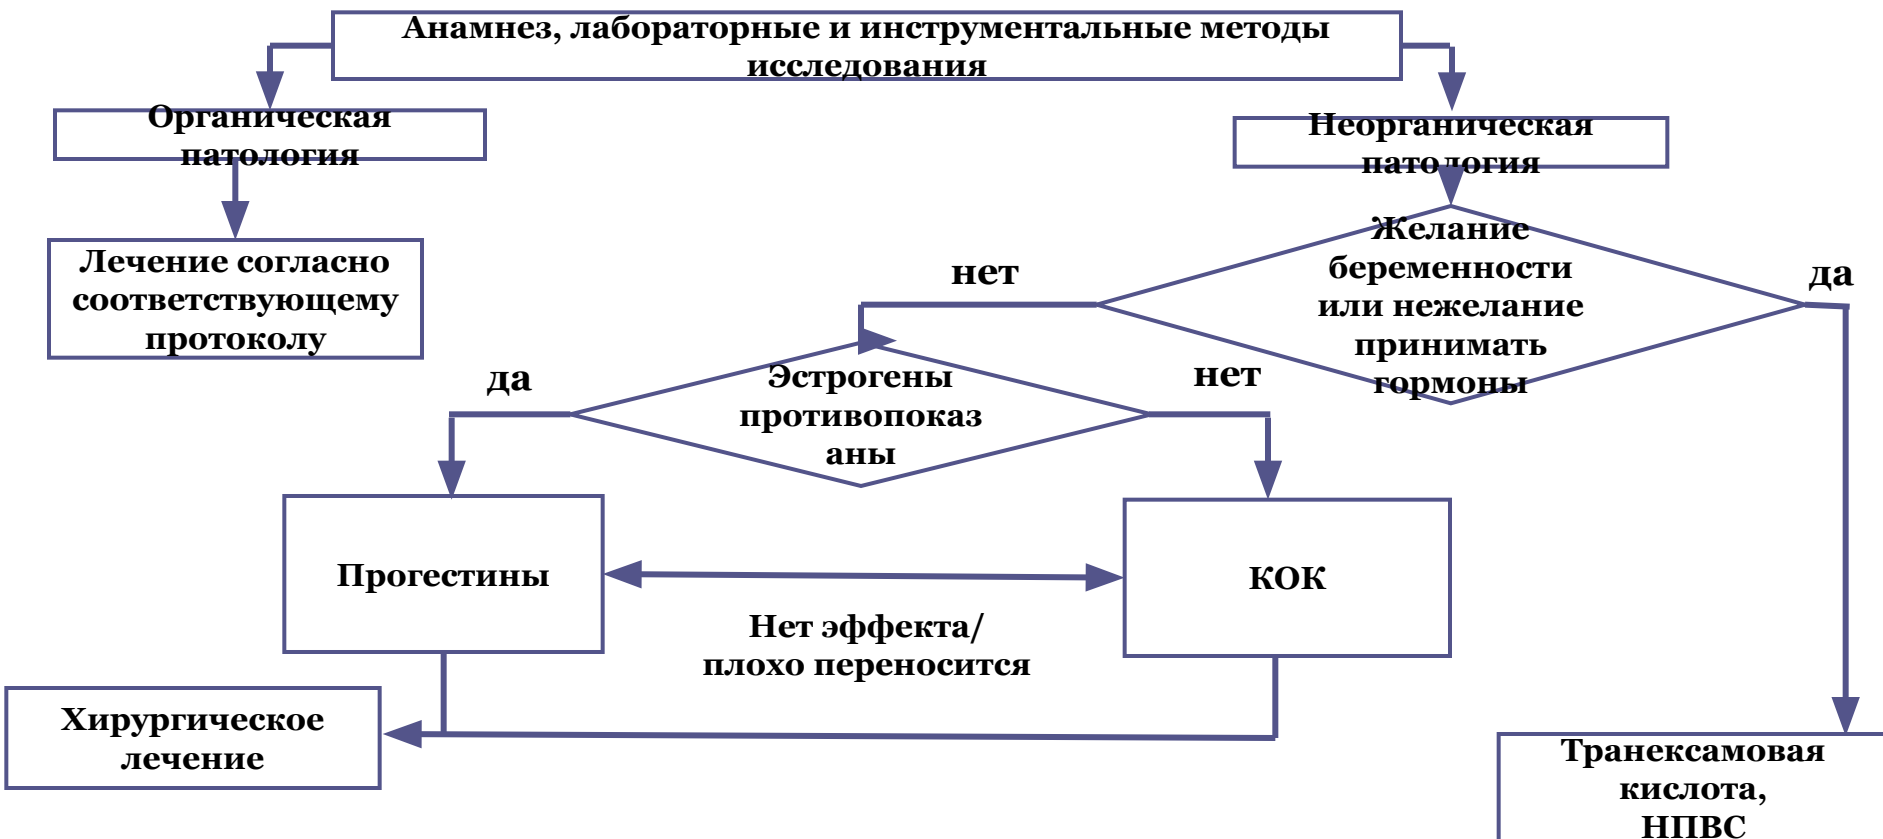 Анамнез, лабораторные и инструментальные методы
исследования
Органическая
патология
Неорганическая
патология
Лечение согласно
соответствующему
протоколу
Желание
беременности
или нежелание
принимать
гормоны
нет
да
Эстрогены
противопоказ
аны
да
нет
Прогестины
КОК
Нет эффекта/
плохо переносится
Хирургическое
лечение
Транексамовая
кислота,
НПВС